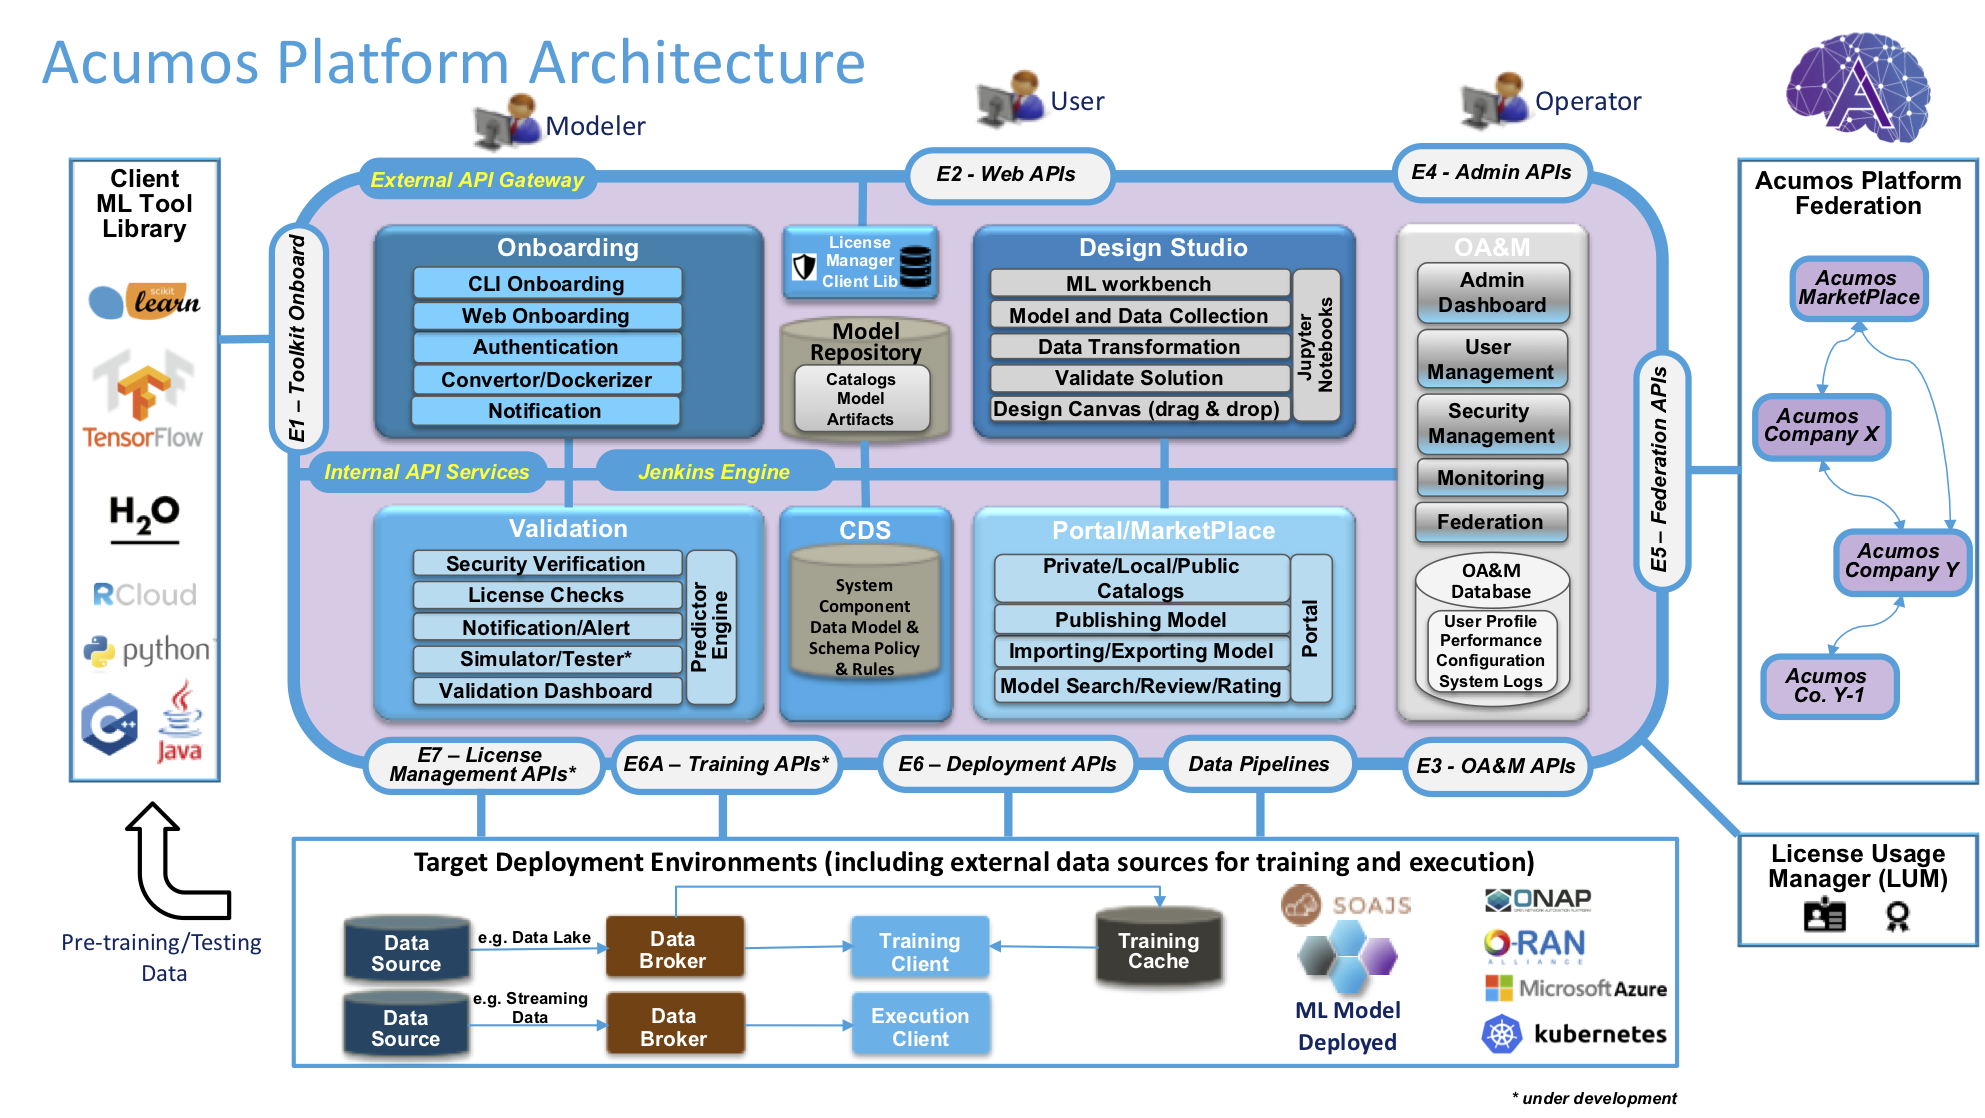 Acumos Platform Architecture
Modeler
User
Operator
Client
ML Tool
Library
scikit
learn
TensorFlow
H2O
RCloud
python
C++
Java
Pre-training/Testing
Data
External API Gateway
E2 - Web APIs
E4 - Admin APIs
E1 – Toolkit Onboard
Onboarding
CLI Onboarding
Web Onboarding
Authentication
Convertor/Dockerizer
Notification
License
Manager
Client Lib
Model
Repository
Catalogs
Model
Artifacts
Design Studio
ML workbench
Model and Data Collection
Data Transformation
Validate Solution
Design Canvas (drag & drop)
Jupyter
Notebooks
OA&M
Admin
Dashboard
User
Management
Security
Management
Monitoring
Federation
OA&M
Database
User Profile
Performance
Configuration
System Logs
Internal API Services
Jenkins Engine
Validation
Security Verification
License Checks
Notification/Alert
Simulator/Tester*
Validation Dashboard
Predictor
Engine
CDS
System
Component
Data Model &
Schema Policy
& Rules
Portal/MarketPlace
Private/Local/Public
Catalogs
Publishing Model
Importing/Exporting Model
Model Search/Review/Rating
Portal
E5 – Federation APIs
E7 – License
Management APIs*
E6A – Training APIs*
E6 – Deployment APIs
Data Pipelines
E3 - OA&M APIs
Acumos Platform
Federation
Acumos
MarketPlace
Acumos
Company X
Acumos
Company Y
Acumos
Co. Y-1
License Usage
Manager (LUM)
Target Deployment Environments (including external data sources for training and execution)
Data
Source
e.g. Data Lake
Data
Broker
Training
Client
Training
Cache
Data
Source
e.g. Streaming
Data
Data
Broker
Execution
Client
SOAJS
ML Model
Deployed
ONAP
OPEN NETWORK AUTOMATION PLATFORM
O-RAN
ALLIANCE
Microsoft Azure
kubernetes
* under development